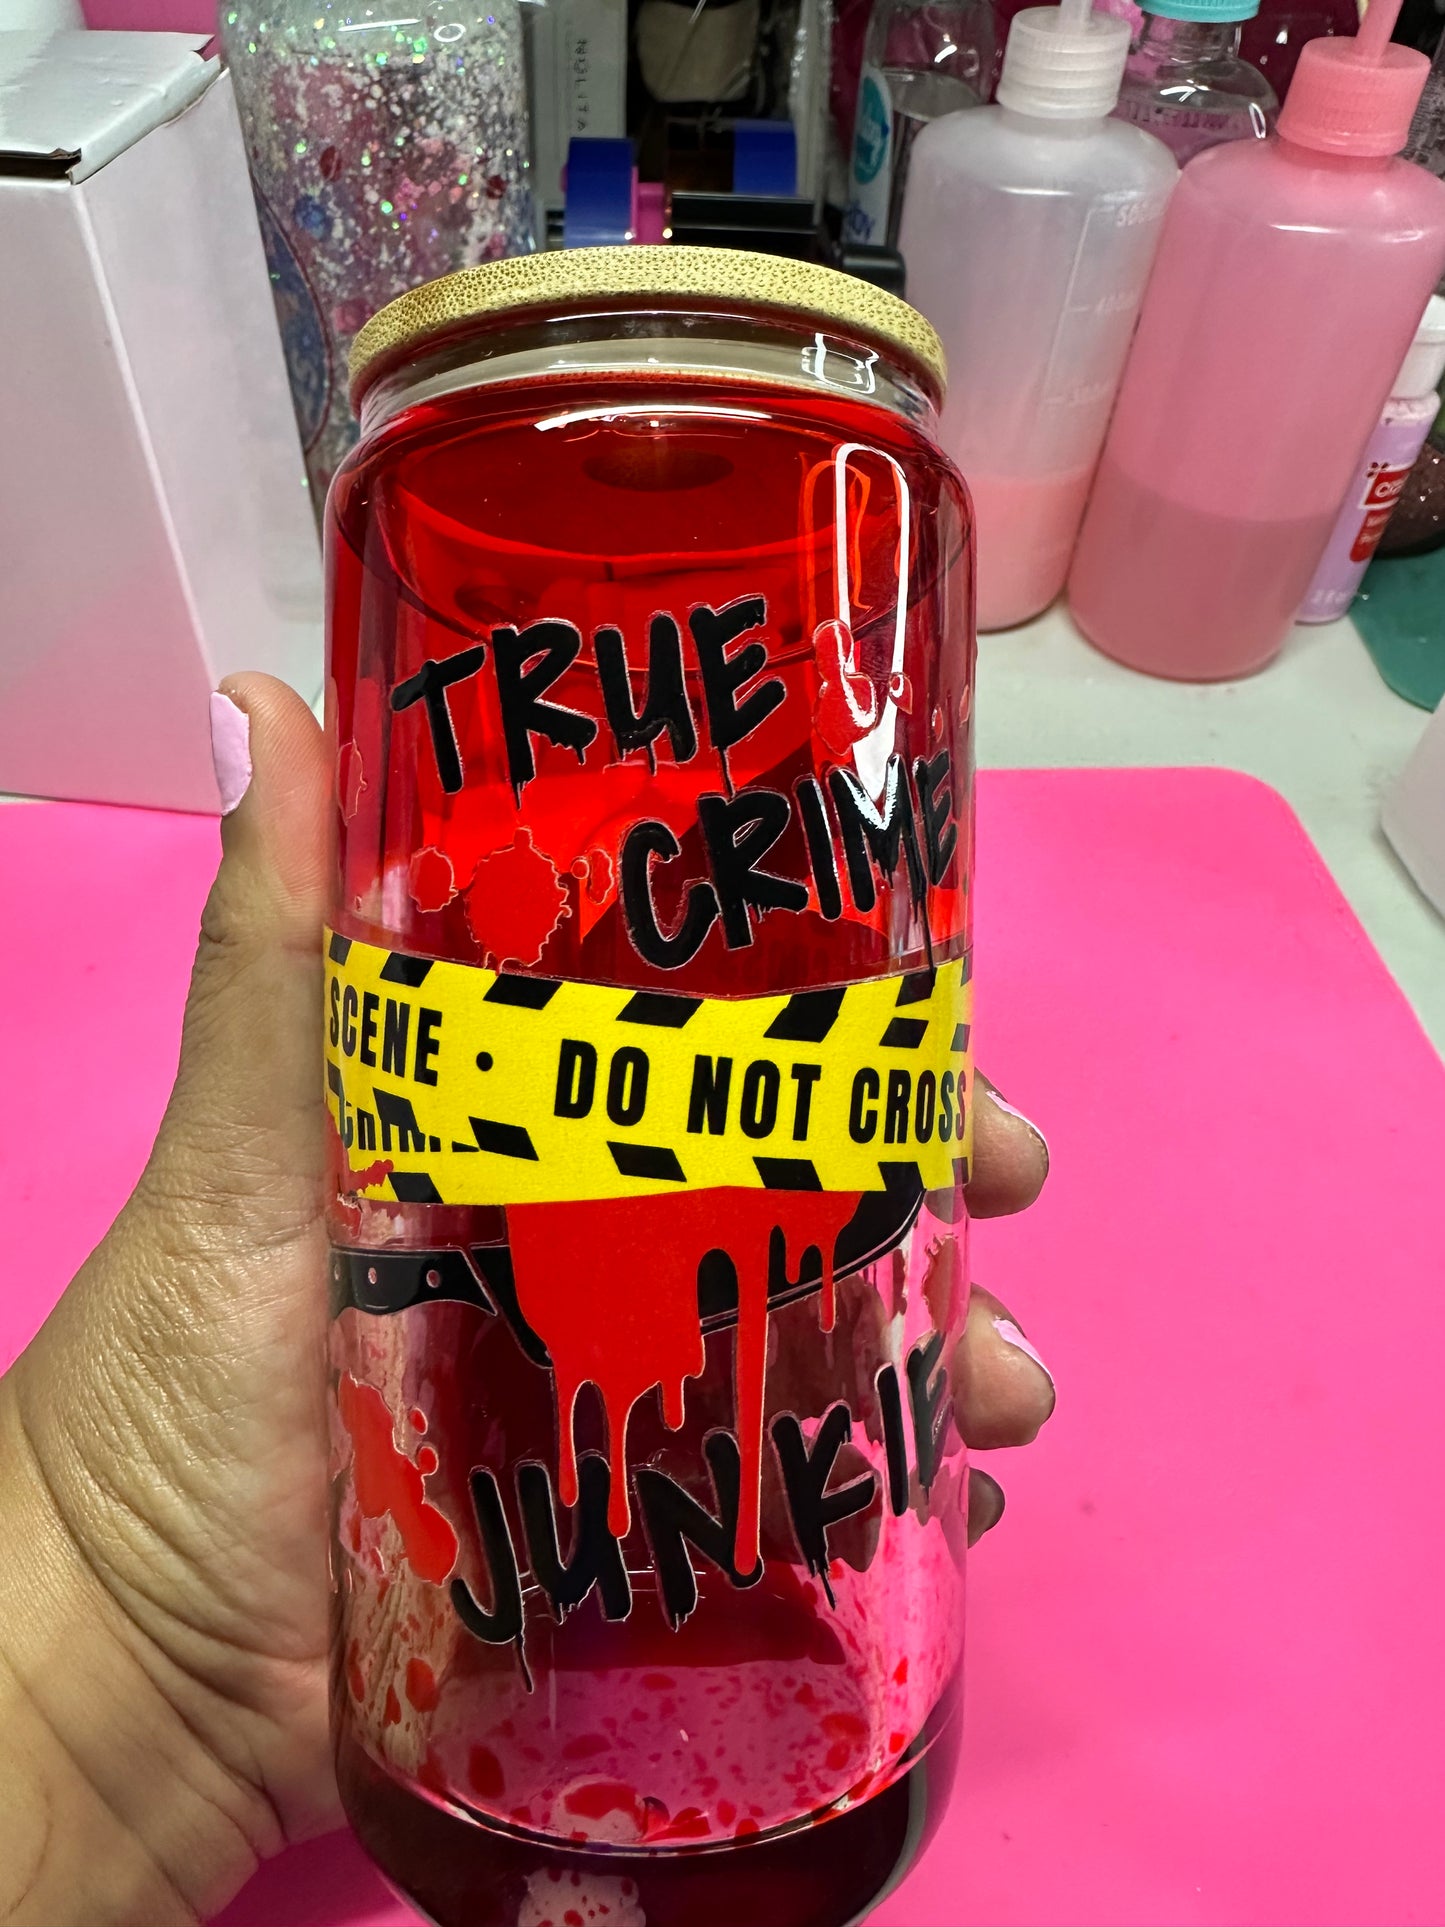 TRUE
CRIME
SCENE • DO NOT CROSS
JUNKIE